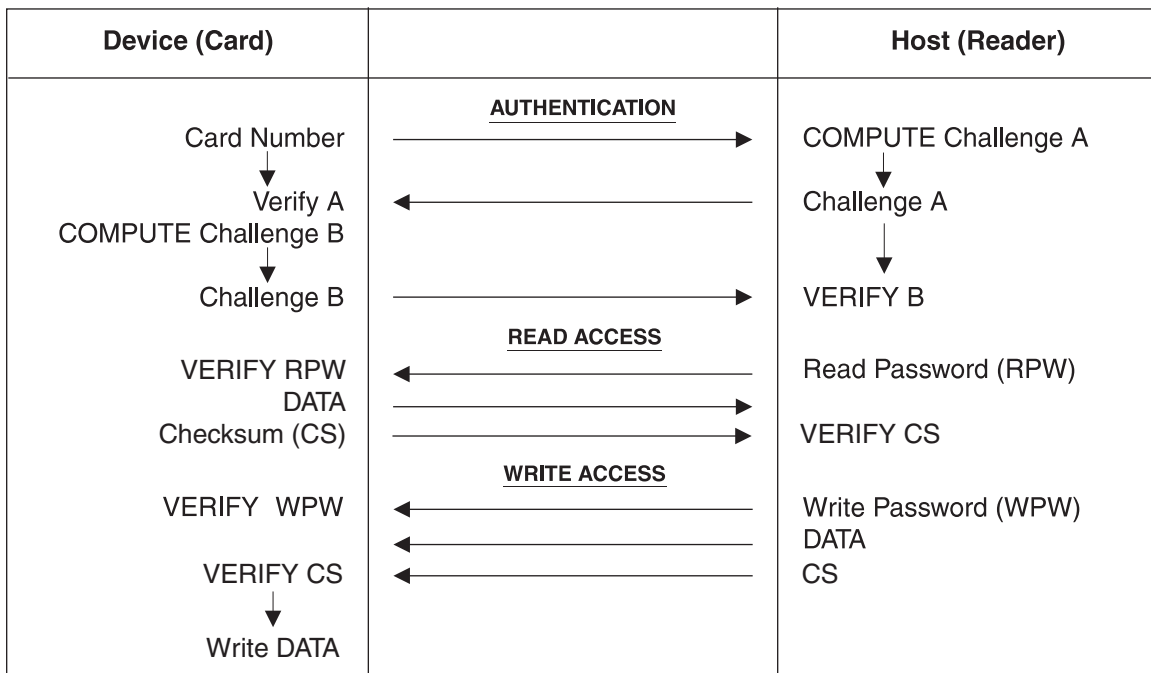 Device (Card) Host (Reader)
AUTHENTICATION
Card Number COMPUTE Challenge A
Verify A Challenge A
COMPUTE Challenge B
Challenge B VERIFY B
READ ACCESS
VERIFY RPW Read Password (RPW)
DATA
Checksum (CS) VERIFY CS
WRITE ACCESS
VERIFY WPW Write Password (WPW)
DATA
VERIFY CS CS
Write DATA